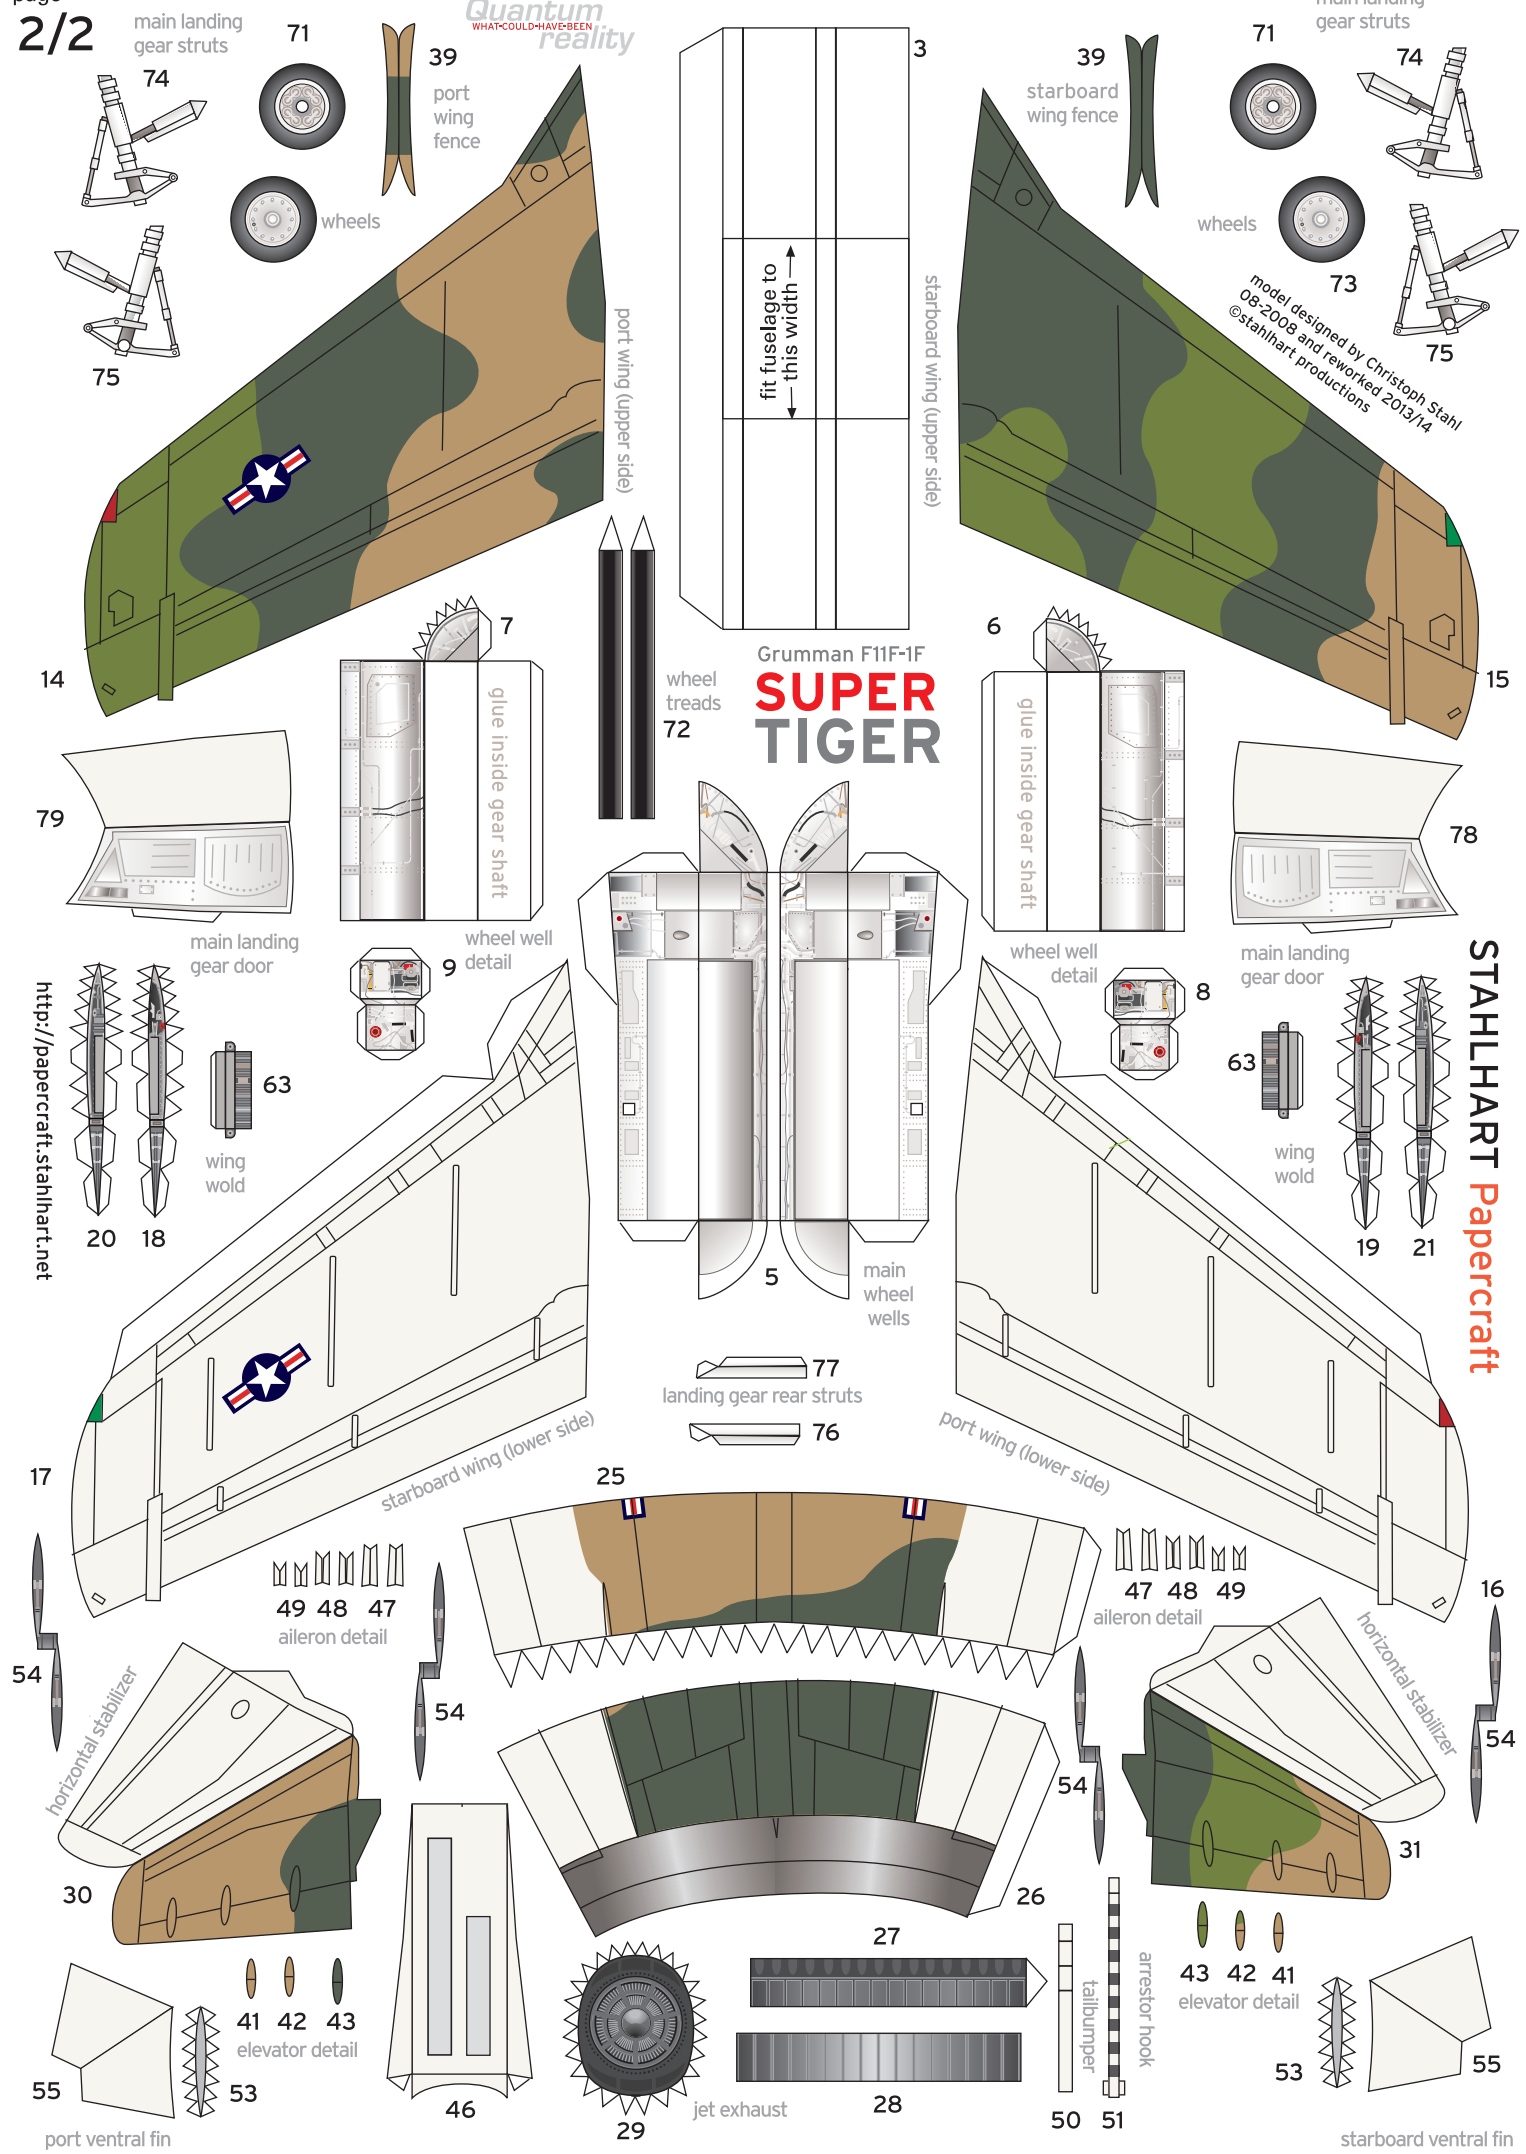 page
2/2
main landing
gear struts
74
71
39
port
wing
fence
Quantum
WHAT-COULD-HAVE-BEEN
reality
3
39
starboard
wing fence
71
main landing
gear struts
74
wheels
75
wheels
73
75
model designed by Christoph Stahl
08-2008 and reworked 2013/14
©stahlhart productions
port wing (upper side)
fit fuselage to
this width
starboard wing (upper side)
14
7
glue inside gear shaft
wheel
treads
72
Grumman F11F-1F
SUPER
TIGER
6
glue inside gear shaft
15
79
main landing
gear door
wheel well
detail
9
wheel well
detail
8
78
main landing
gear door
http://papercraft.stahlhart.net
20
18
63
wing
wold
5
main
wheel
wells
63
wing
wold
19
21
STAHLHART Papercraft
77
landing gear rear struts
76
17
starboard wing (lower side)
port wing (lower side)
16
25
49
48
47
aileron detail
47
48
49
aileron detail
54
54
54
54
horizontal stabilizer
horizontal stabilizer
30
31
26
27
28
29
jet exhaust
46
41
42
43
elevator detail
43
42
41
elevator detail
tailbumper
arrestor hook
50
51
55
53
port ventral fin
53
55
starboard ventral fin